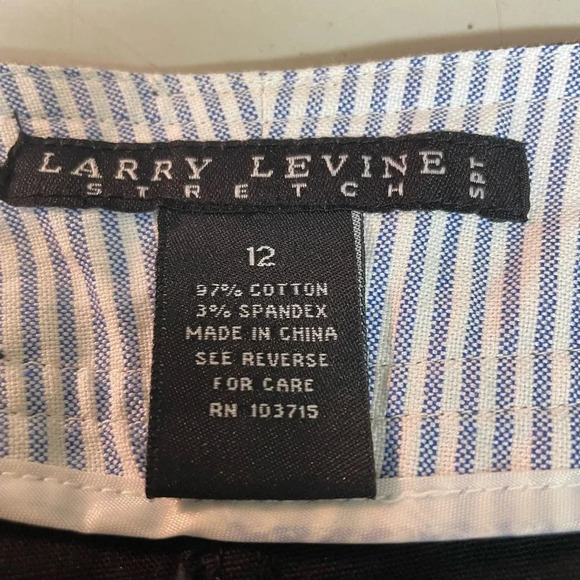 LARRY LEVINE
STRETCH
SPT
12
97% COTTON
3% SPANDEX
MADE IN CHINA
SEE REVERSE
FOR CARE
RN 103715